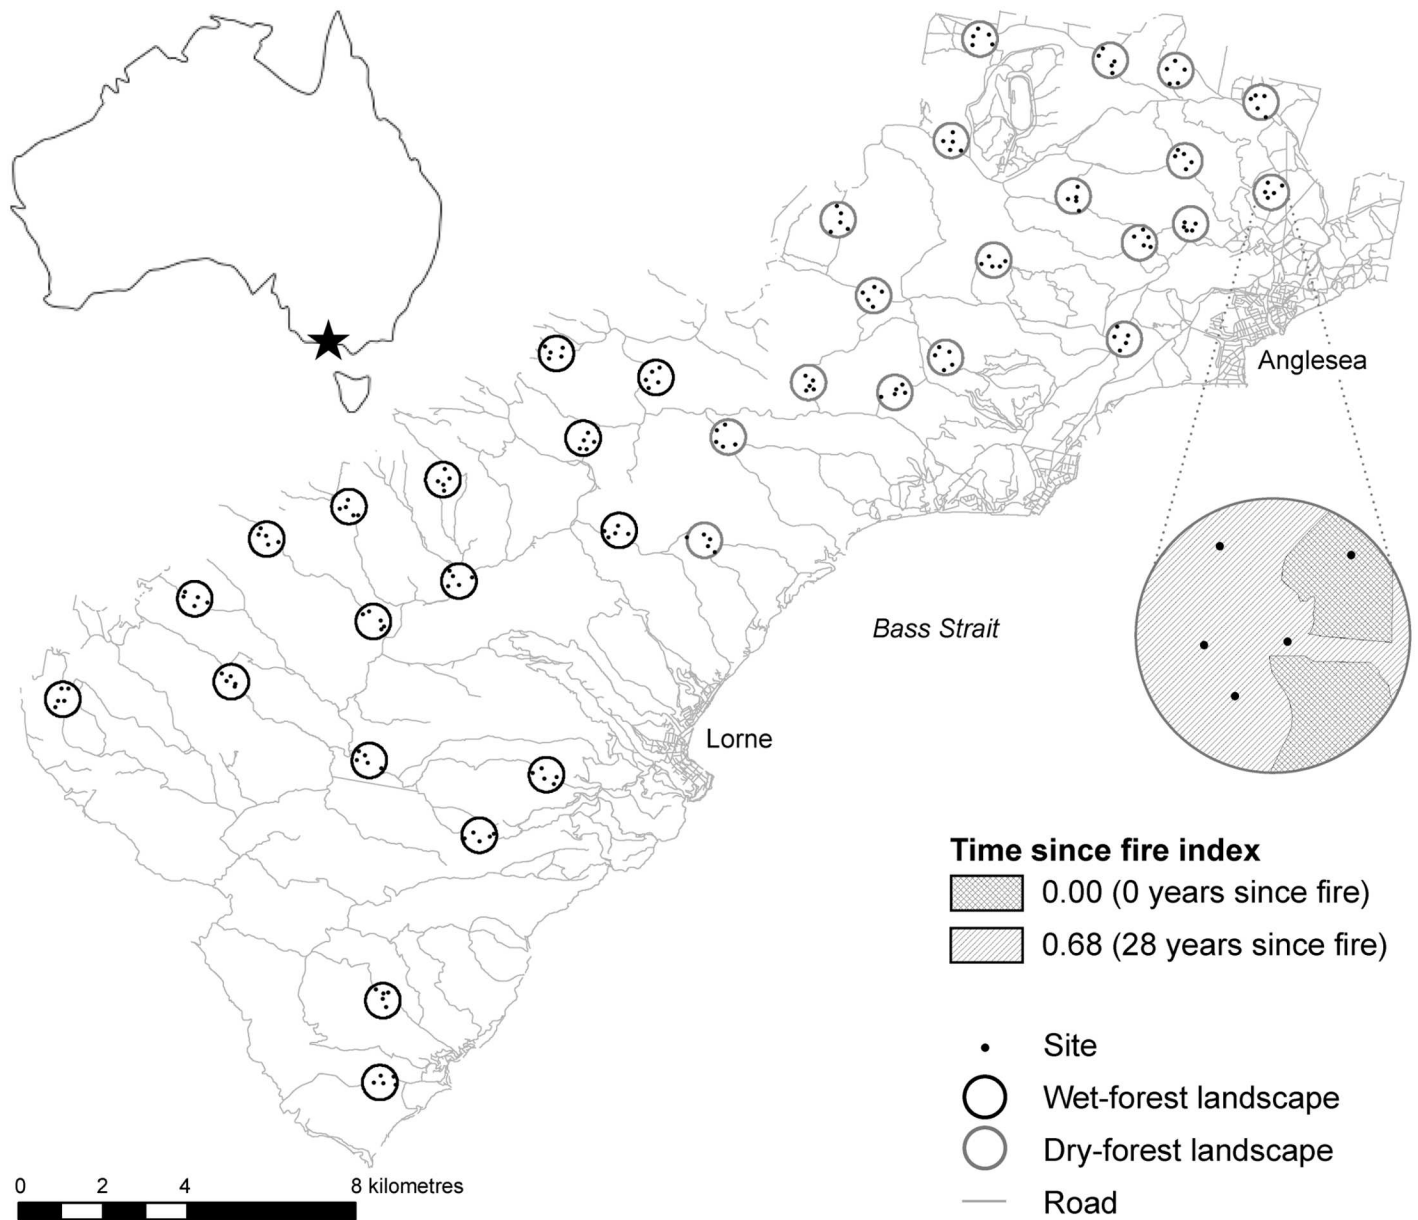 Anglesea
Bass Strait
Lorne
Time since fire index
0.00 (0 years since fire)
0.68 (28 years since fire)
Site
Wet-forest landscape
Dry-forest landscape
Road
0 2 4 8 kilometres